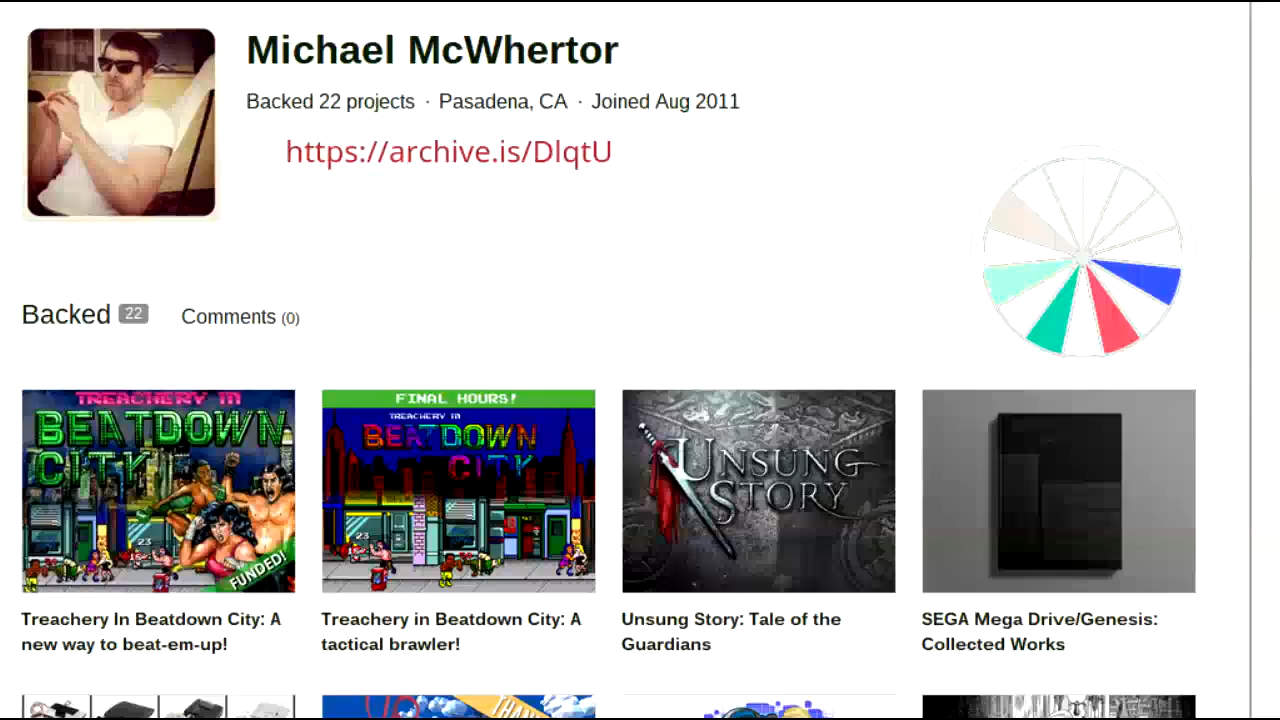 Michael McWhertor
Backed 22 projects · Pasadena, CA · Joined Aug 2011
https://archive.is/DlqtU
Backed 22
Comments (0)
TREACHERY IN
BEATDOWN
CITY
FUNDED!
FINAL HOURS!
TREACHERY IN
BEATDOWN
CITY
UNSUNG
STORY
Treachery In Beatdown City: A
new way to beat-em-up!
Treachery in Beatdown City: A
tactical brawler!
Unsung Story: Tale of the
Guardians
SEGA Mega Drive/Genesis:
Collected Works